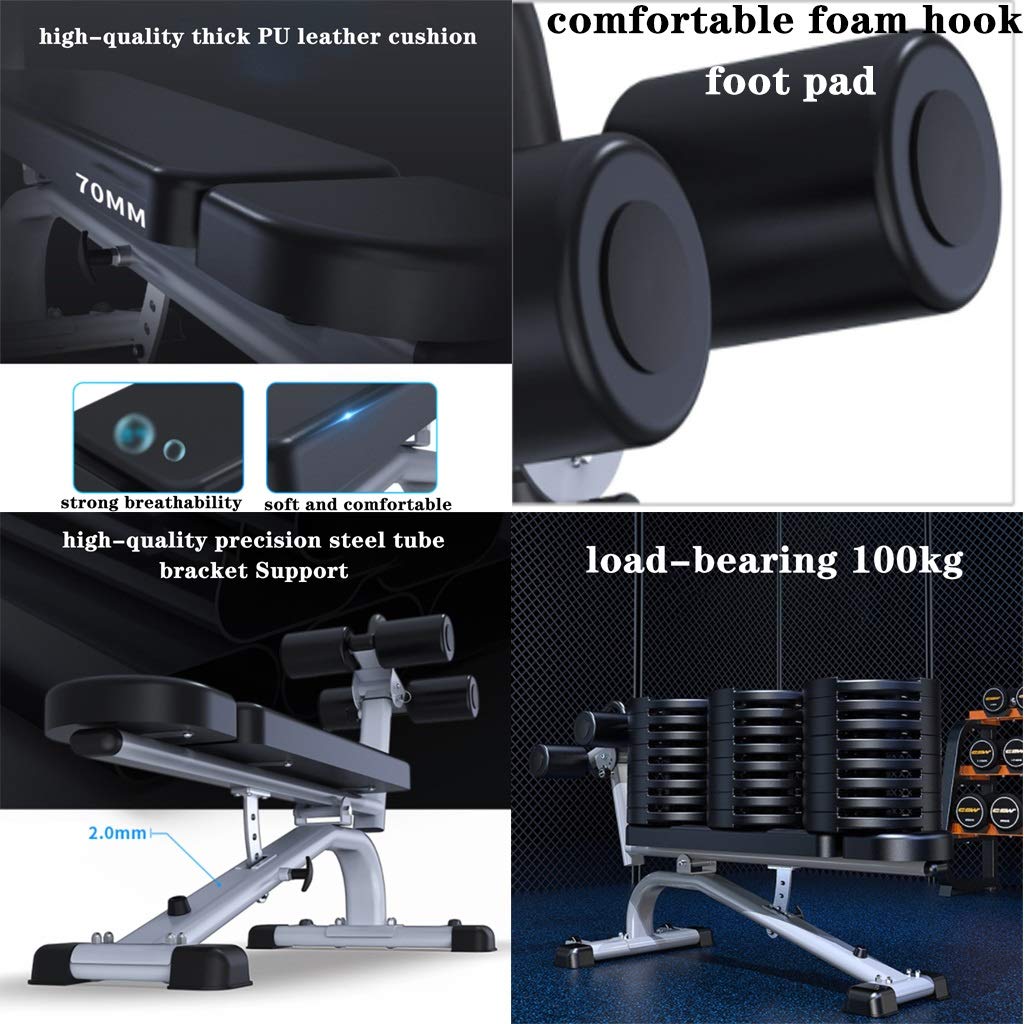 high-quality thick PU leather cushion
70MM
strong breathability
soft and comfortable
comfortable foam hook
foot pad
high-quality precision steel tube
bracket Support
2.0mm
load-bearing 100kg